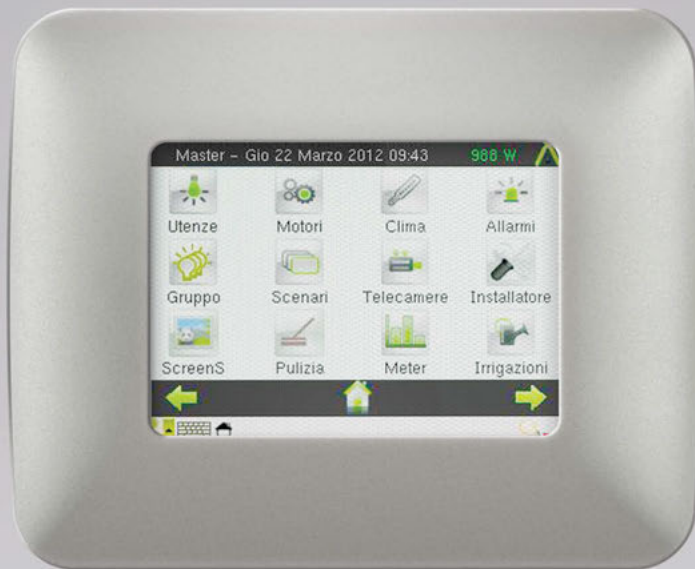 Master – Gio 22 Marzo 2012 09:43 988 W
Utenze Motori Clima Allarmi
Gruppo Scenari Telecamere Installatore
ScreenS Pulizia Meter Irrigazioni